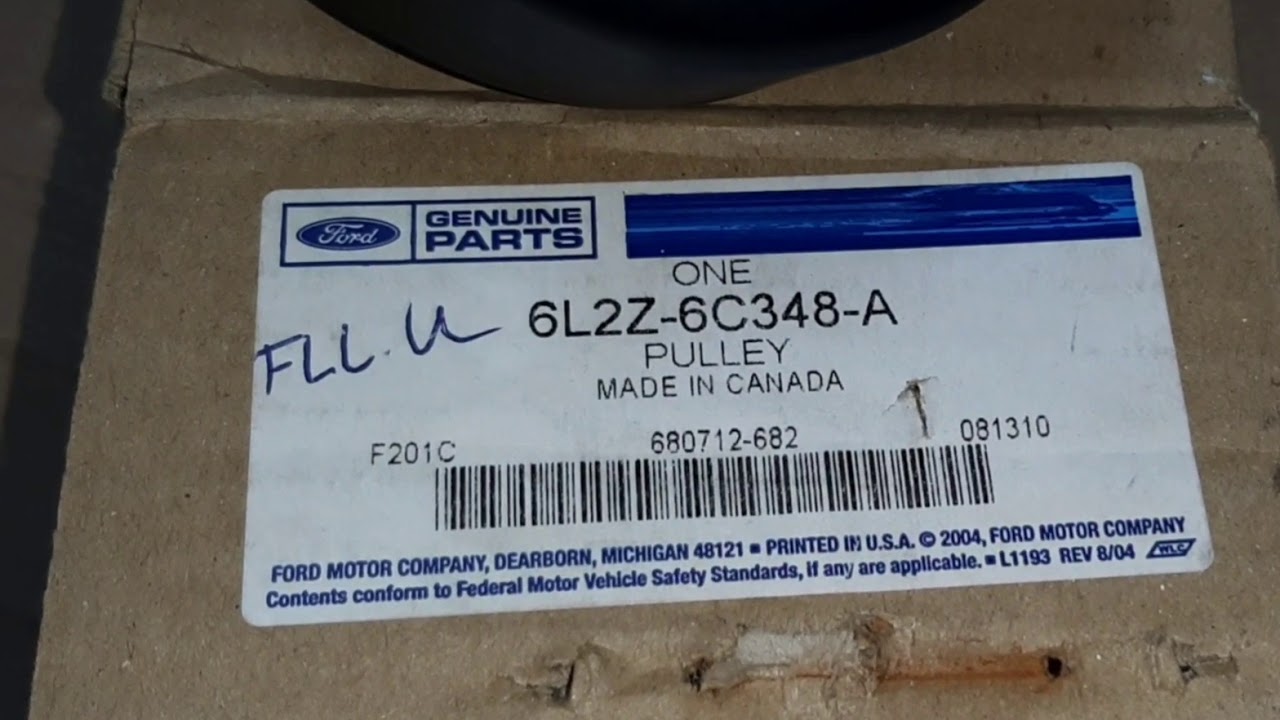 Ford
GENUINE
PARTS
ONE
6L2Z-6C348-A
PULLEY
MADE IN CANADA
F201C
680712-682
081310
FORD MOTOR COMPANY, DEARBORN, MICHIGAN 48121 ▪ PRINTED IN U.S.A. © 2004, FORD MOTOR COMPANY
Contents conform to Federal Motor Vehicle Safety Standards, if any are applicable. ▪ L1193 REV 8/04 WLC